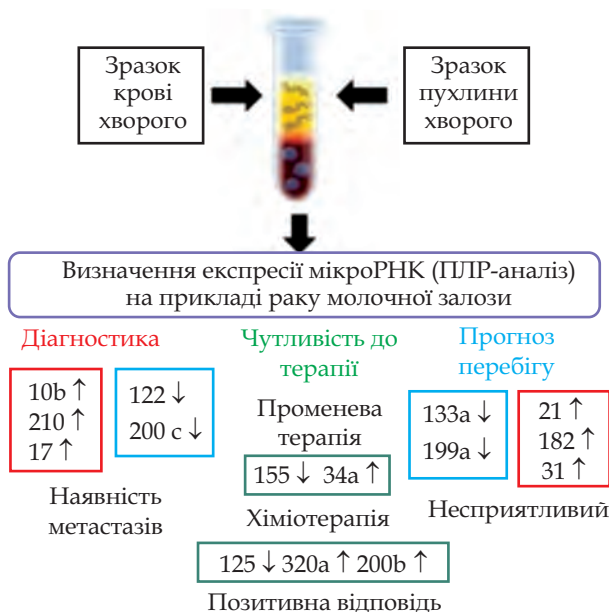 Зразок
крові
хворого
Зразок
пухлини
хворого
Визначення експресії мікроРНК (ПЛР-аналіз)
на прикладі раку молочної залози
Діагностика
10b ↑
210 ↑
17 ↑
122 ↓
200 c ↓
Наявність
метастазів
Чутливість до
терапії
Променева
терапія
155 ↓ 34a ↑
Хіміотерапія
125 ↓ 320a ↑ 200b ↑
Позитивна відповідь
Прогноз
перебігу
133a ↓
199a ↓
21 ↑
182 ↑
31 ↑
Несприятливий